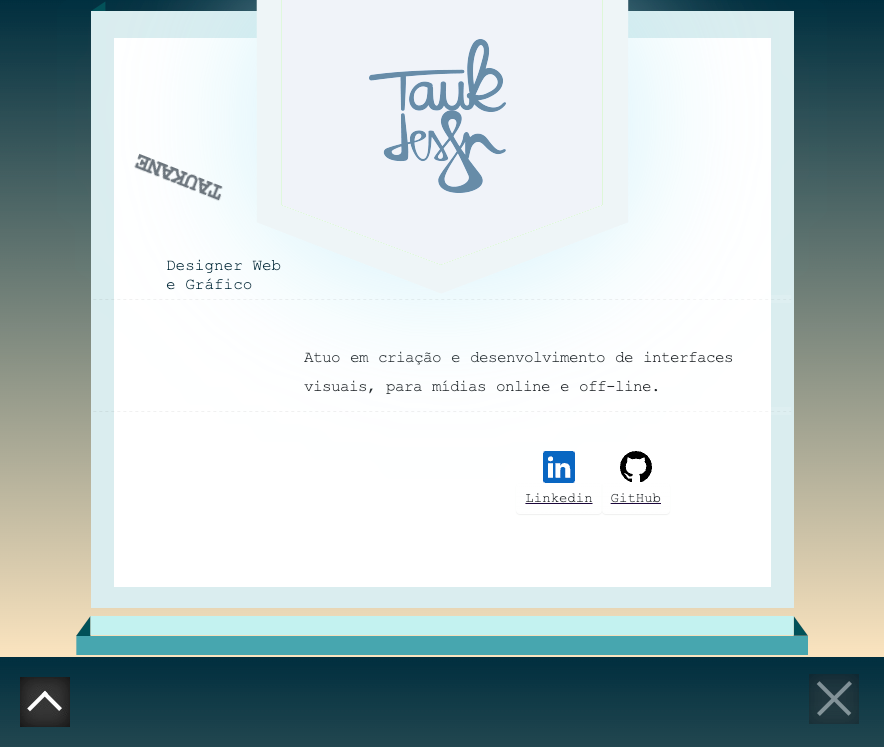 Tauk
design
TAUKANE
Designer Web
e Gráfico
Atuo em criação e desenvolvimento de interfaces
visuais, para mídias online e off-line.
Linkedin
GitHub